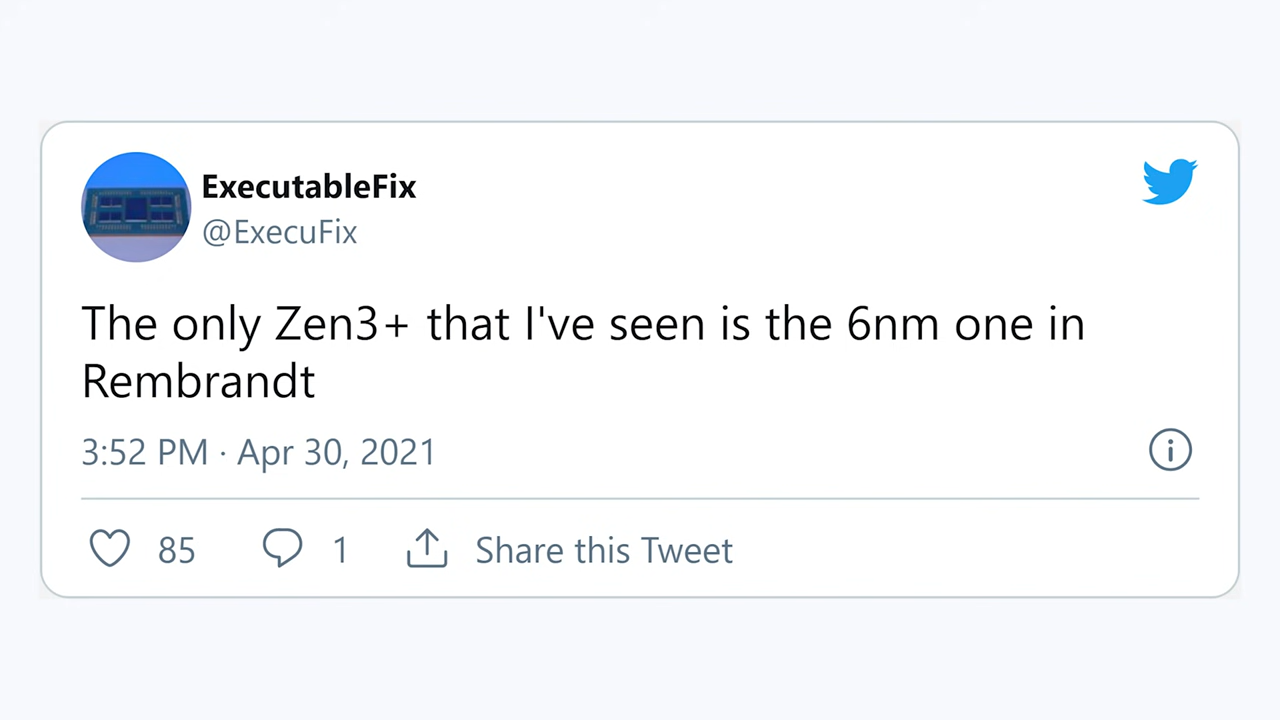 ExecutableFix
@ExecuFix
The only Zen3+ that I've seen is the 6nm one in
Rembrandt
3:52 PM · Apr 30, 2021
85
1
Share this Tweet